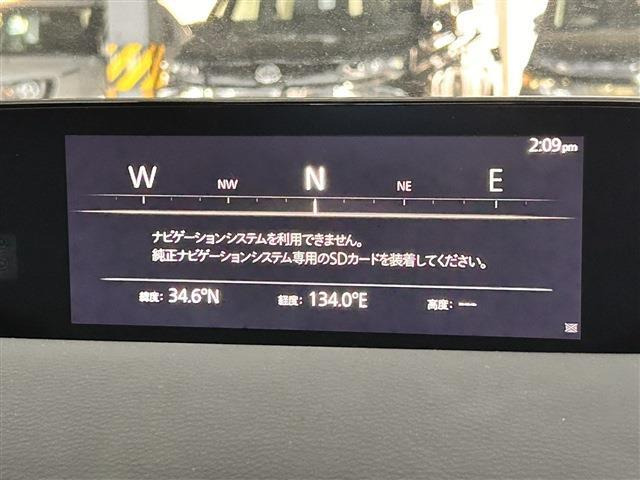 2:09pm
W NW N NE E
ナビゲーションシステムを利用できません。
純正ナビゲーションシステム専用のSDカードを装着してください。
緯度: 34.6°N 経度: 134.0°E 高度: ---